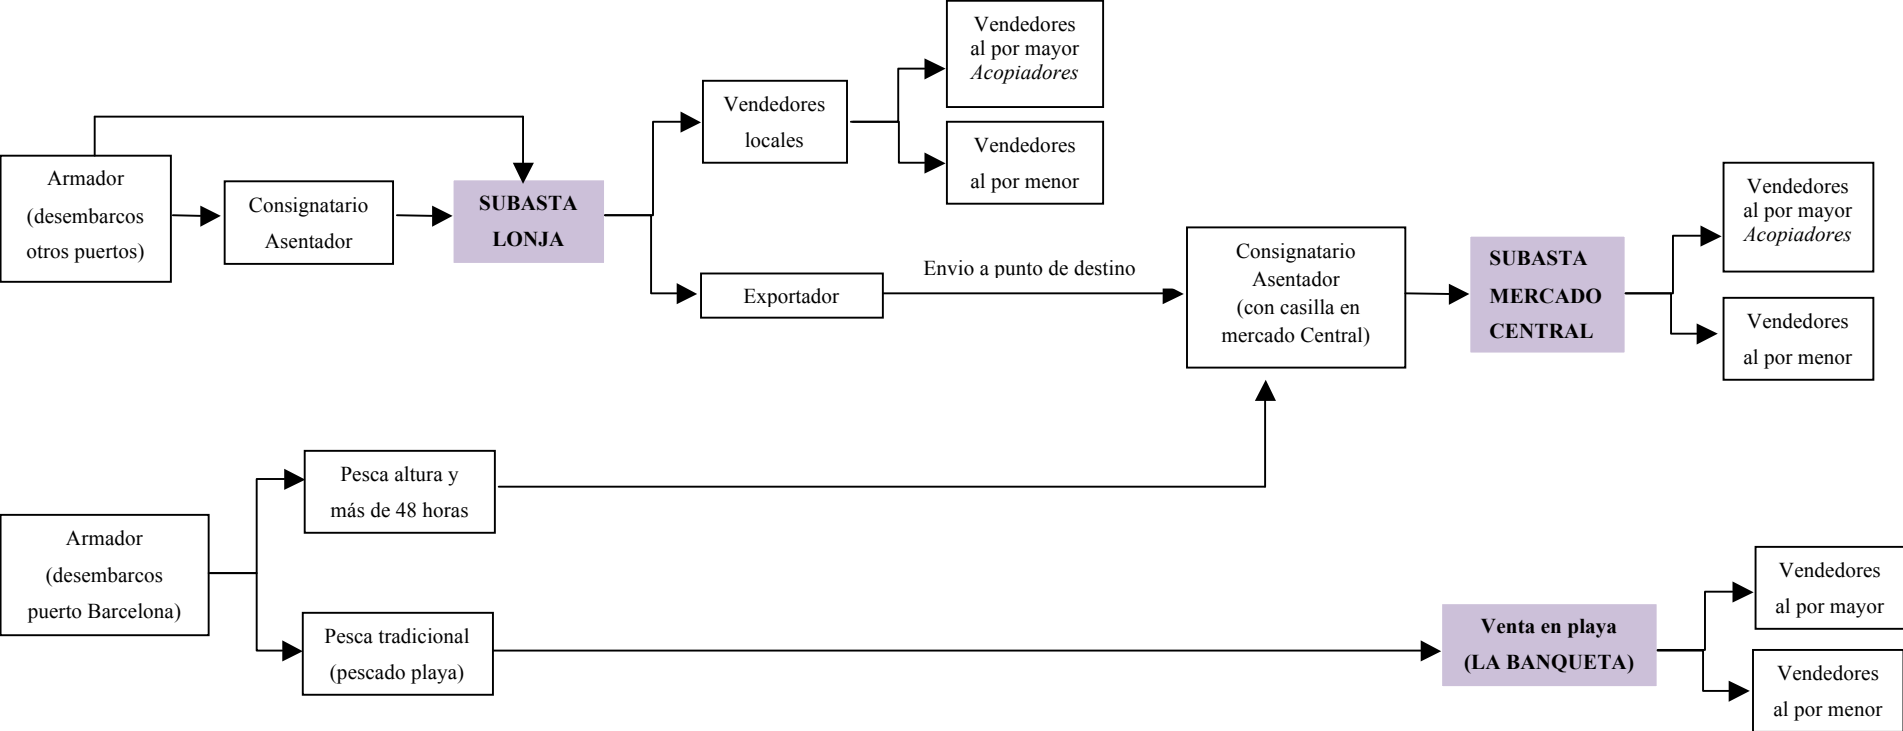 Vendedores
al por mayor
Acopiadores
Vendedores
locales
Vendedores
al por menor
Armador
(desembarcos
otros puertos)
Consignatario
Asentador
SUBASTA
LONJA
Exportador
Envio a punto de destino
Consignatario
Asentador
(con casilla en
mercado Central)
SUBASTA
MERCADO
CENTRAL
Vendedores
al por mayor
Acopiadores
Vendedores
al por menor
Armador
(desembarcos
puerto Barcelona)
Pesca altura y
más de 48 horas
Pesca tradicional
(pescado playa)
Venta en playa
(LA BANQUETA)
Vendedores
al por mayor
Vendedores
al por menor